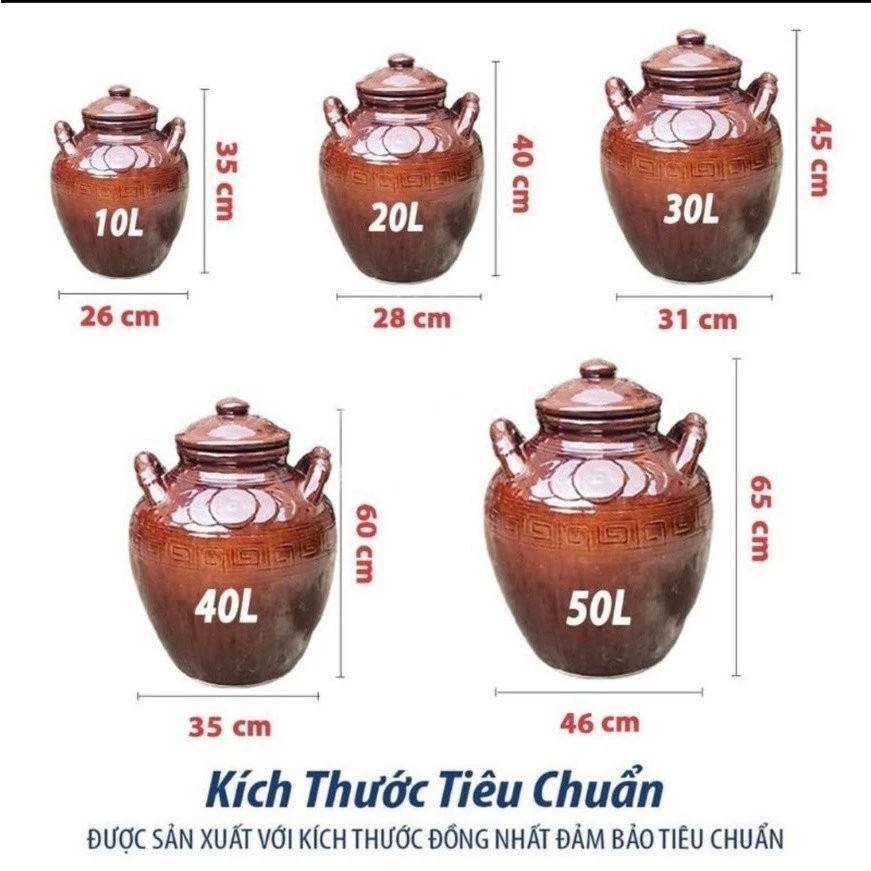 10L
35 cm
26 cm
20L
40 cm
28 cm
30L
45 cm
31 cm
40L
60 cm
35 cm
50L
65 cm
46 cm
Kích Thước Tiêu Chuẩn
ĐƯỢC SẢN XUẤT VỚI KÍCH THƯỚC ĐỒNG NHẤT ĐẢM BẢO TIÊU CHUẨN